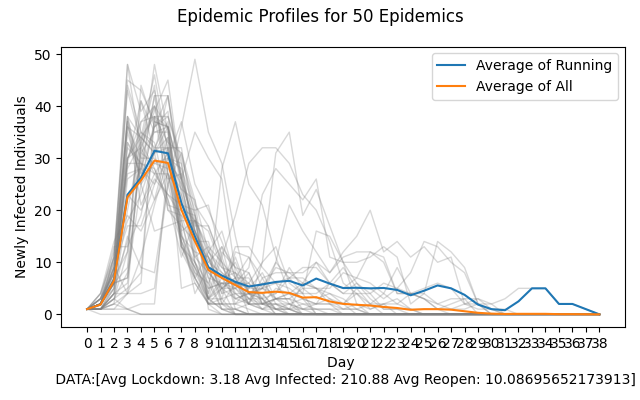 Epidemic Profiles for 50 Epidemics
Newly Infected Individuals
50
40
30
20
10
0
Average of Running
Average of All
0 1 2 3 4 5 6 7 8 9 10 11 12 13 14 15 16 17 18 19 20 21 22 23 24 25 26 27 28 29 30 31 32 33 34 35 36 37 38
Day
DATA:[Avg Lockdown: 3.18 Avg Infected: 210.88 Avg Reopen: 10.08695652173913]